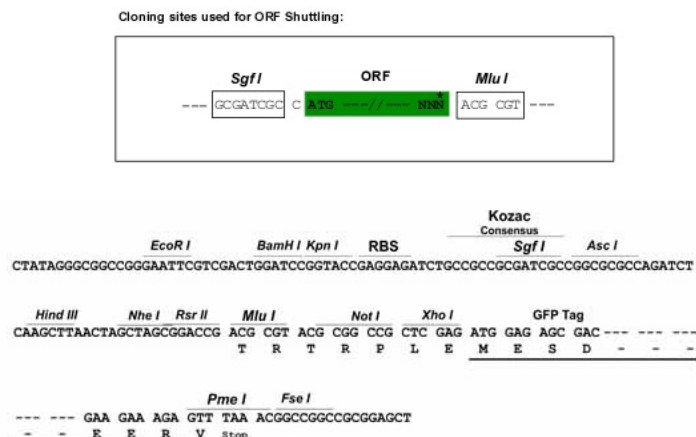 Cloning sites used for ORF Shuttling:
Sgf I ORF Mlu I
--- GCGATCGC C ATG ---//--- NNN* ACG CGT ---
Kozac
Consensus
EcoR I BamH I Kpn I RBS Sgf I Asc I
CTATAGGGCGGCCGGGAATTCGTCGACTGGATCCGGTACCGAGGAGATCTGCCGCCGCGATCGCCGGCGCGCCAGATCT
Hind III Nhe I Rsr II Mlu I Not I Xho I GFP Tag
CAAGCTTAACTAGCTAGCGGACCG ACG CGT ACG CGG CCG CTC GAG ATG GAG AGC GAC--- --- ---
T R T R P L E M E S D - - -
Pme I Fse I
--- --- GAA GAA AGA GTT TAA ACGGCCGGCCGCGGAGCT
- - E E R V Stop